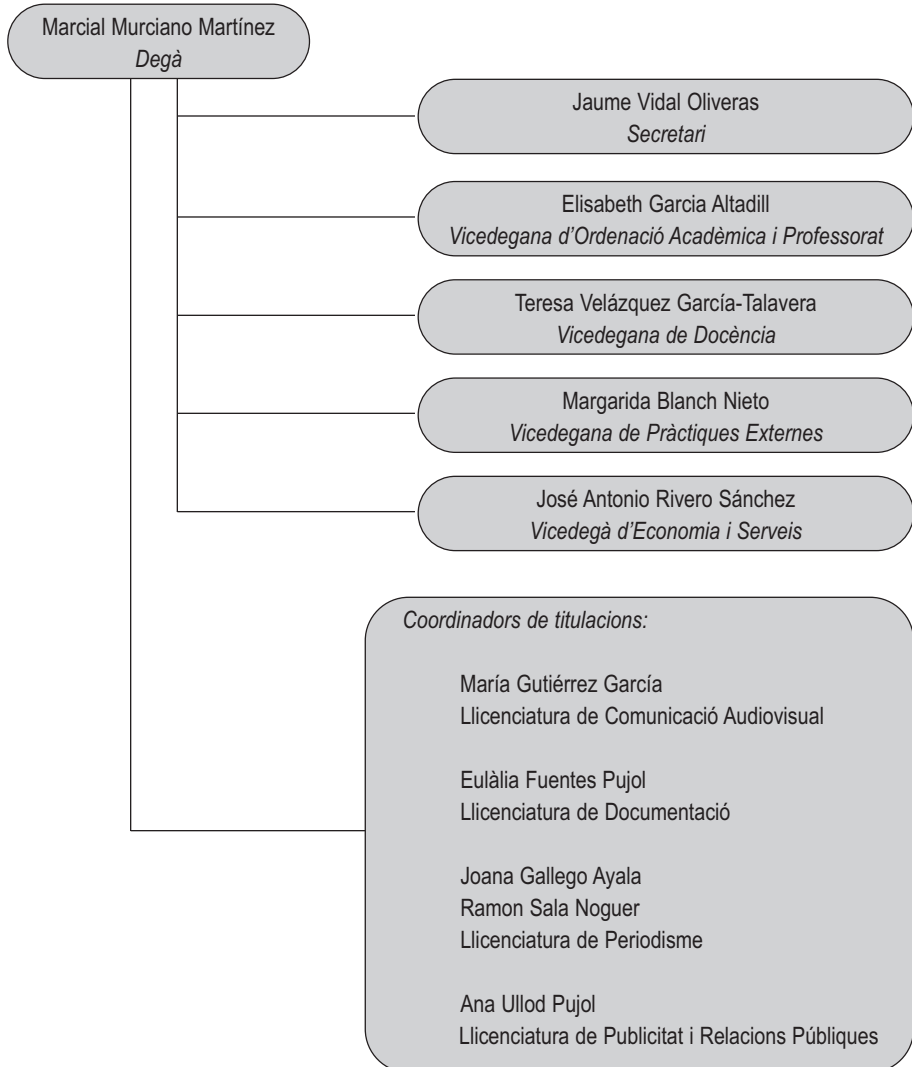 Marcial Murciano Martínez
Degà
Jaume Vidal Oliveras
Secretari
Elisabeth Garcia Altadill
Vicedegana d’Ordenació Acadèmica i Professorat
Teresa Velázquez García-Talavera
Vicedegana de Docència
Margarida Blanch Nieto
Vicedegana de Pràctiques Externes
José Antonio Rivero Sánchez
Vicedegà d’Economia i Serveis
Coordinadors de titulacions:
María Gutiérrez García
Llicenciatura de Comunicació Audiovisual
Eulàlia Fuentes Pujol
Llicenciatura de Documentació
Joana Gallego Ayala
Ramon Sala Noguer
Llicenciatura de Periodisme
Ana Ullod Pujol
Llicenciatura de Publicitat i Relacions Públiques